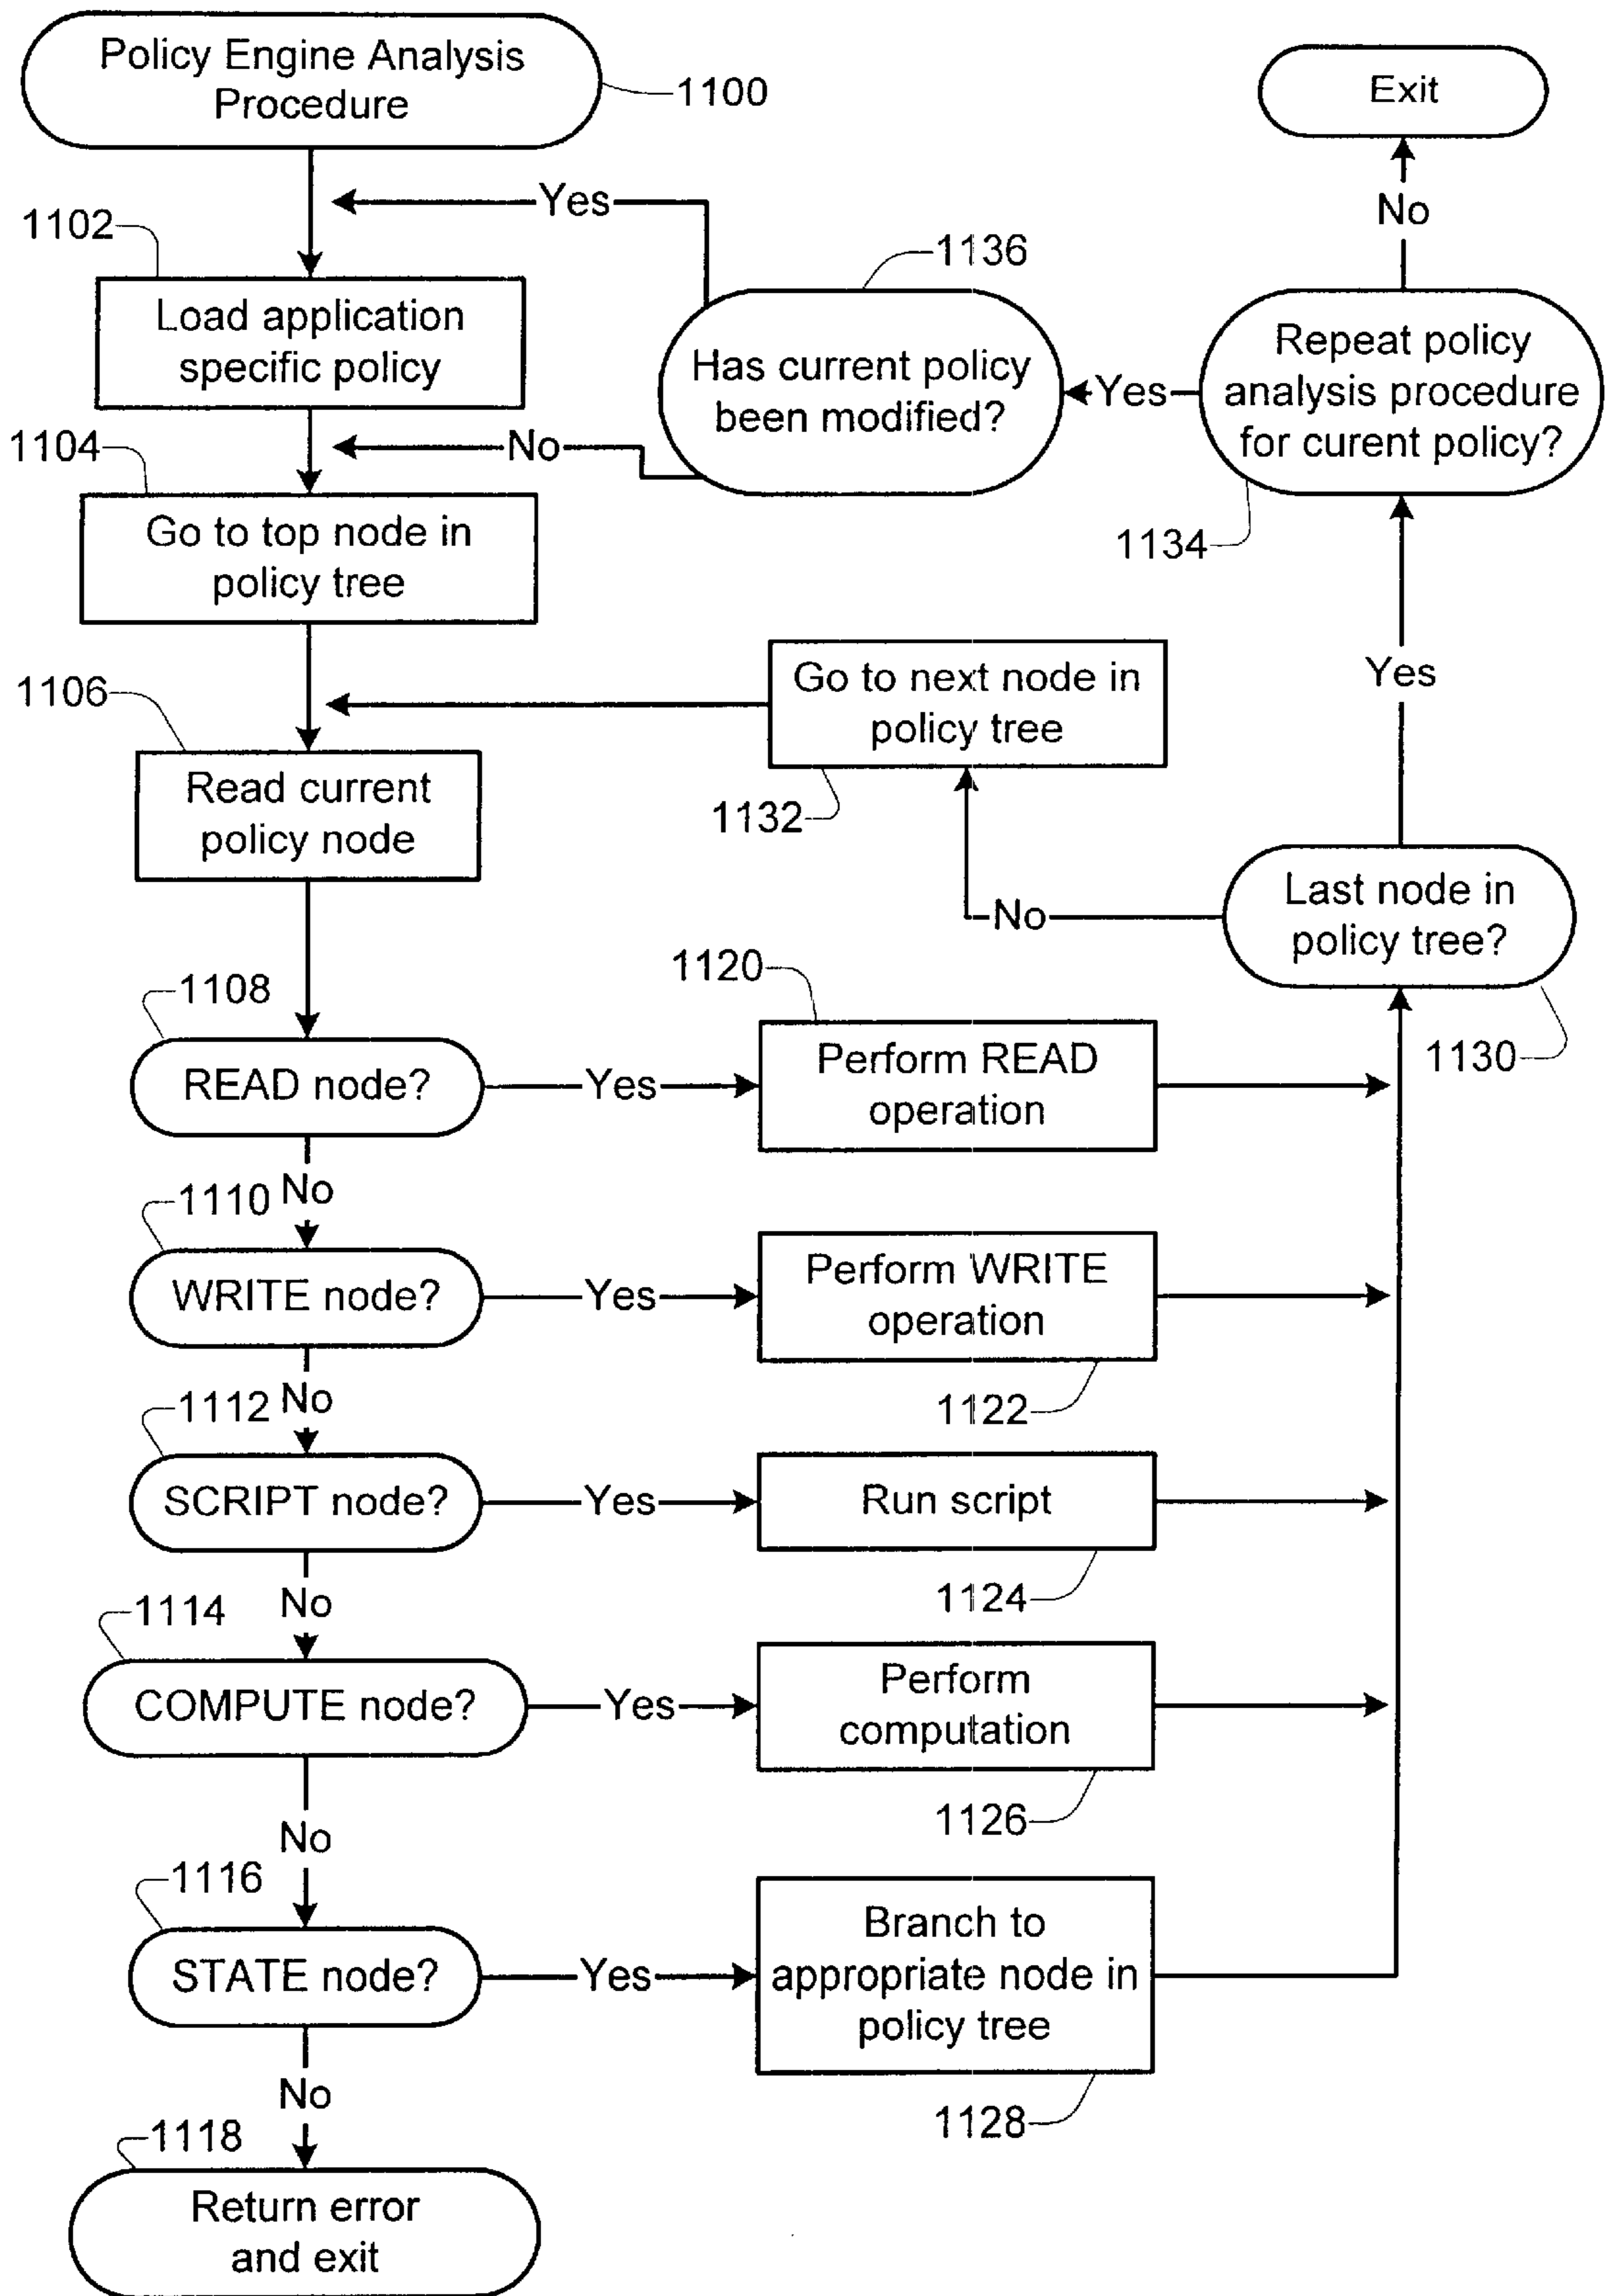 Policy Engine Analysis
Procedure
1100
Exit
No
Yes
1102
1136
Load application
specific policy
Has current policy
been modified?
Yes
Repeat policy
analysis procedure
for curent policy?
No
1104
1134
Go to top node in
policy tree
Yes
Go to next node in
policy tree
1106
1132
Read current
policy node
Last node in
policy tree?
No
1130
1108
1120
READ node?
Yes
Perform READ
operation
No
1110
WRITE node?
Yes
Perform WRITE
operation
1122
No
1112
SCRIPT node?
Yes
Run script
1124
No
1114
COMPUTE node?
Yes
Perform
computation
1126
No
1116
STATE node?
Yes
Branch to
appropriate node in
policy tree
1128
No
1118
Return error
and exit